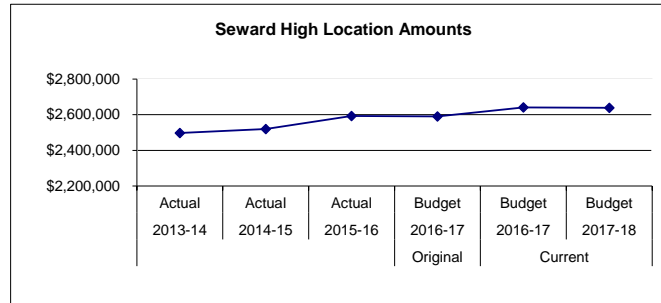 Seward High Location Amounts
$2,800,000
$2,600,000
$2,400,000
$2,200,000
Actual Actual Actual Budget Budget Budget
2013-14 2014-15 2015-16 2016-17 2016-17 2017-18
Original Current